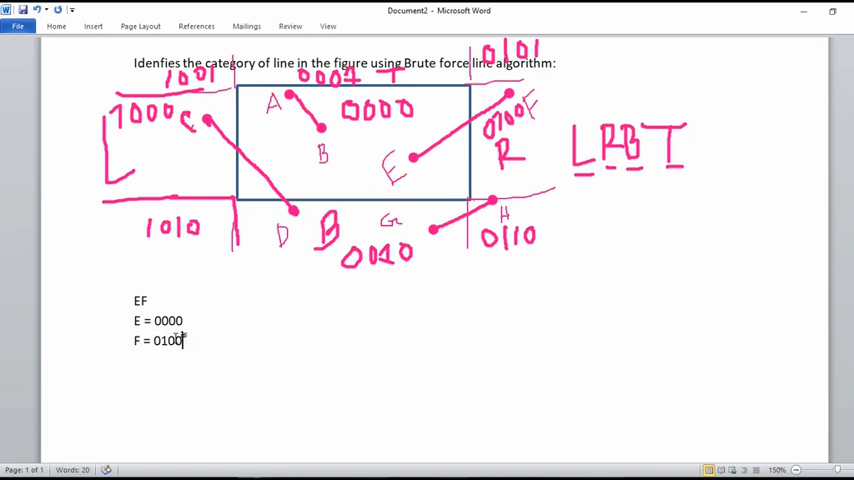 Document2 - Microsoft Word
File Home Insert Page Layout References Mailings Review View
Idenfies the category of line in the figure using Brute force line algorithm:
1001 0001 T 0101
1000 C A 0000 0100 F
L B E R L R B T
1010 D B G H
0010 0110
EF
E = 0000
F = 0100
Page: 1 of 1 Words: 20 150%